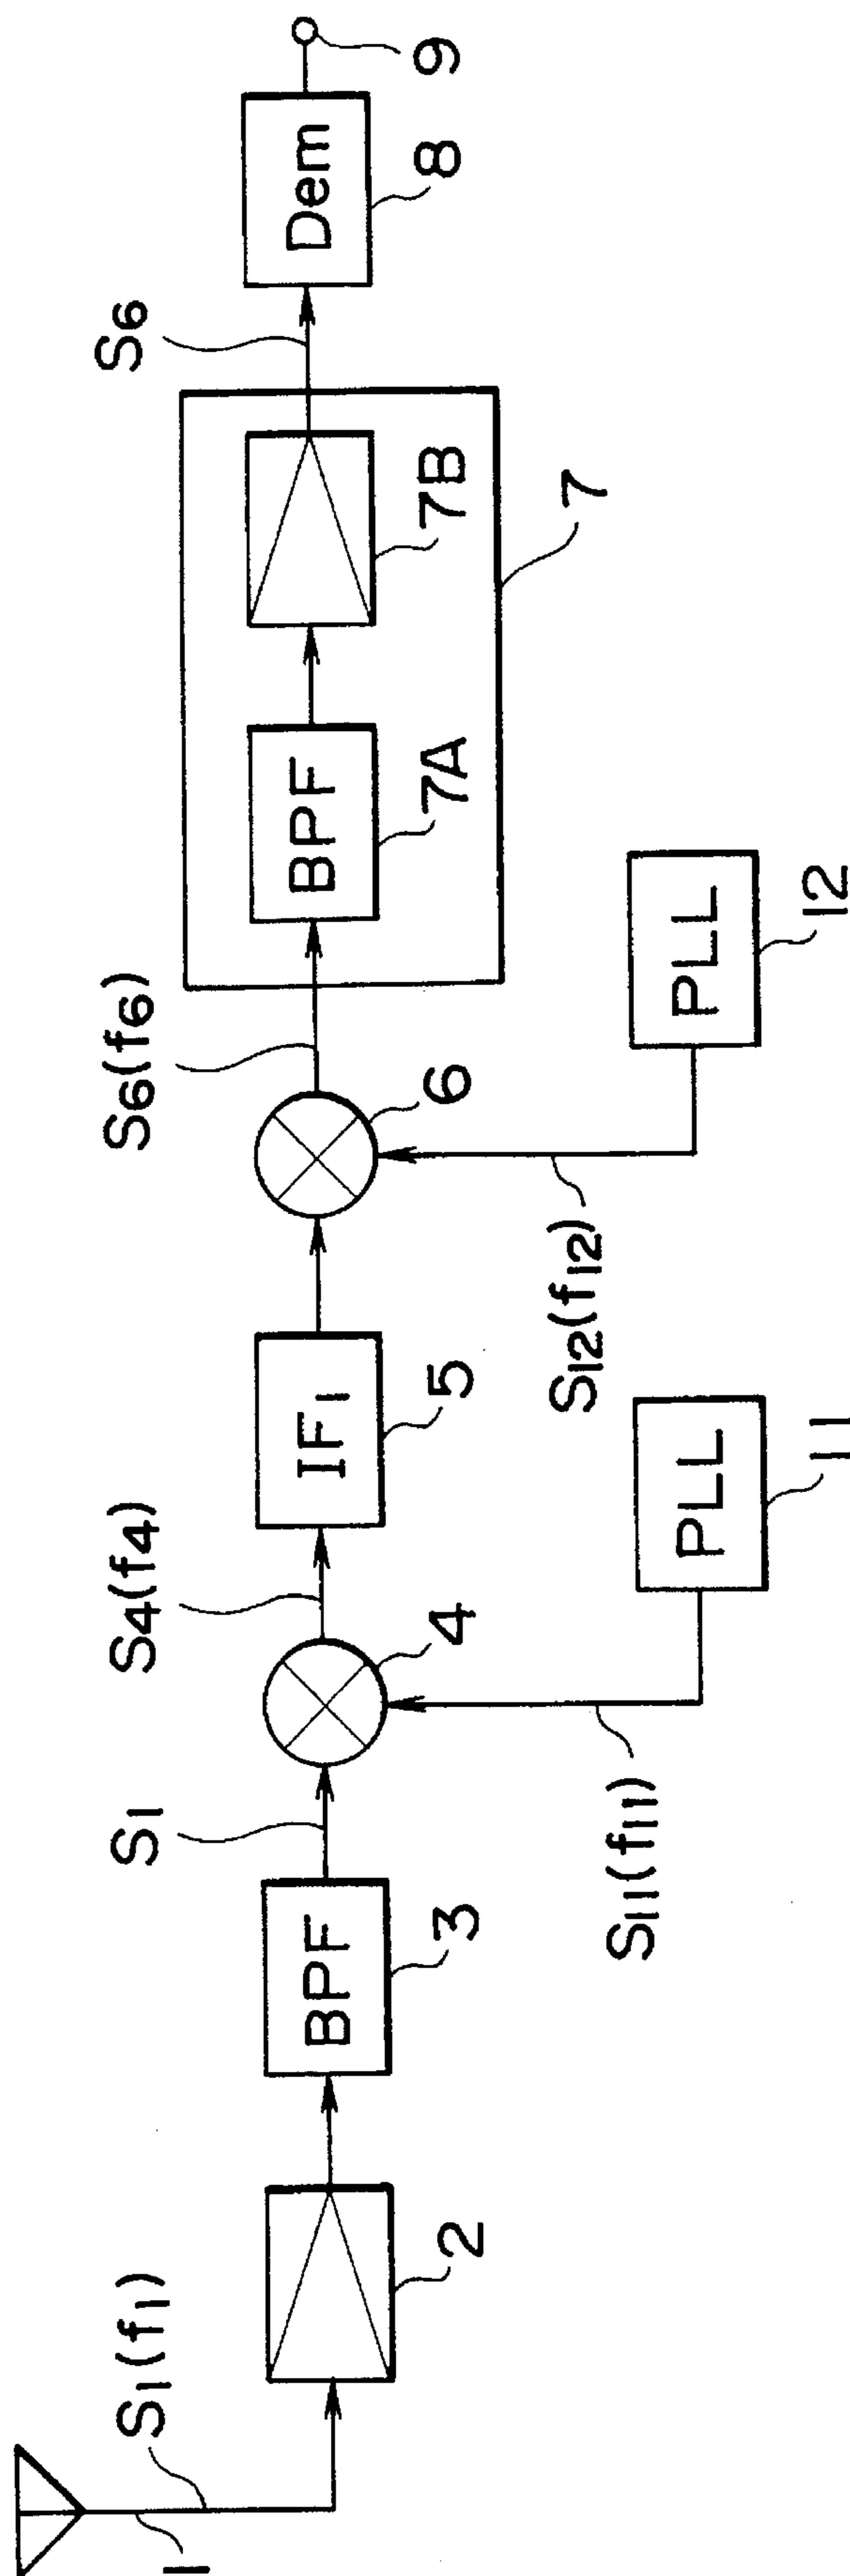 S1(f1)
1
2
BPF
3
S1
4
S4(f4)
IF1
5
6
S6(f6)
BPF
7A
7B
7
S6
Dem
8
9
S11(f11)
PLL
11
S12(f12)
PLL
12